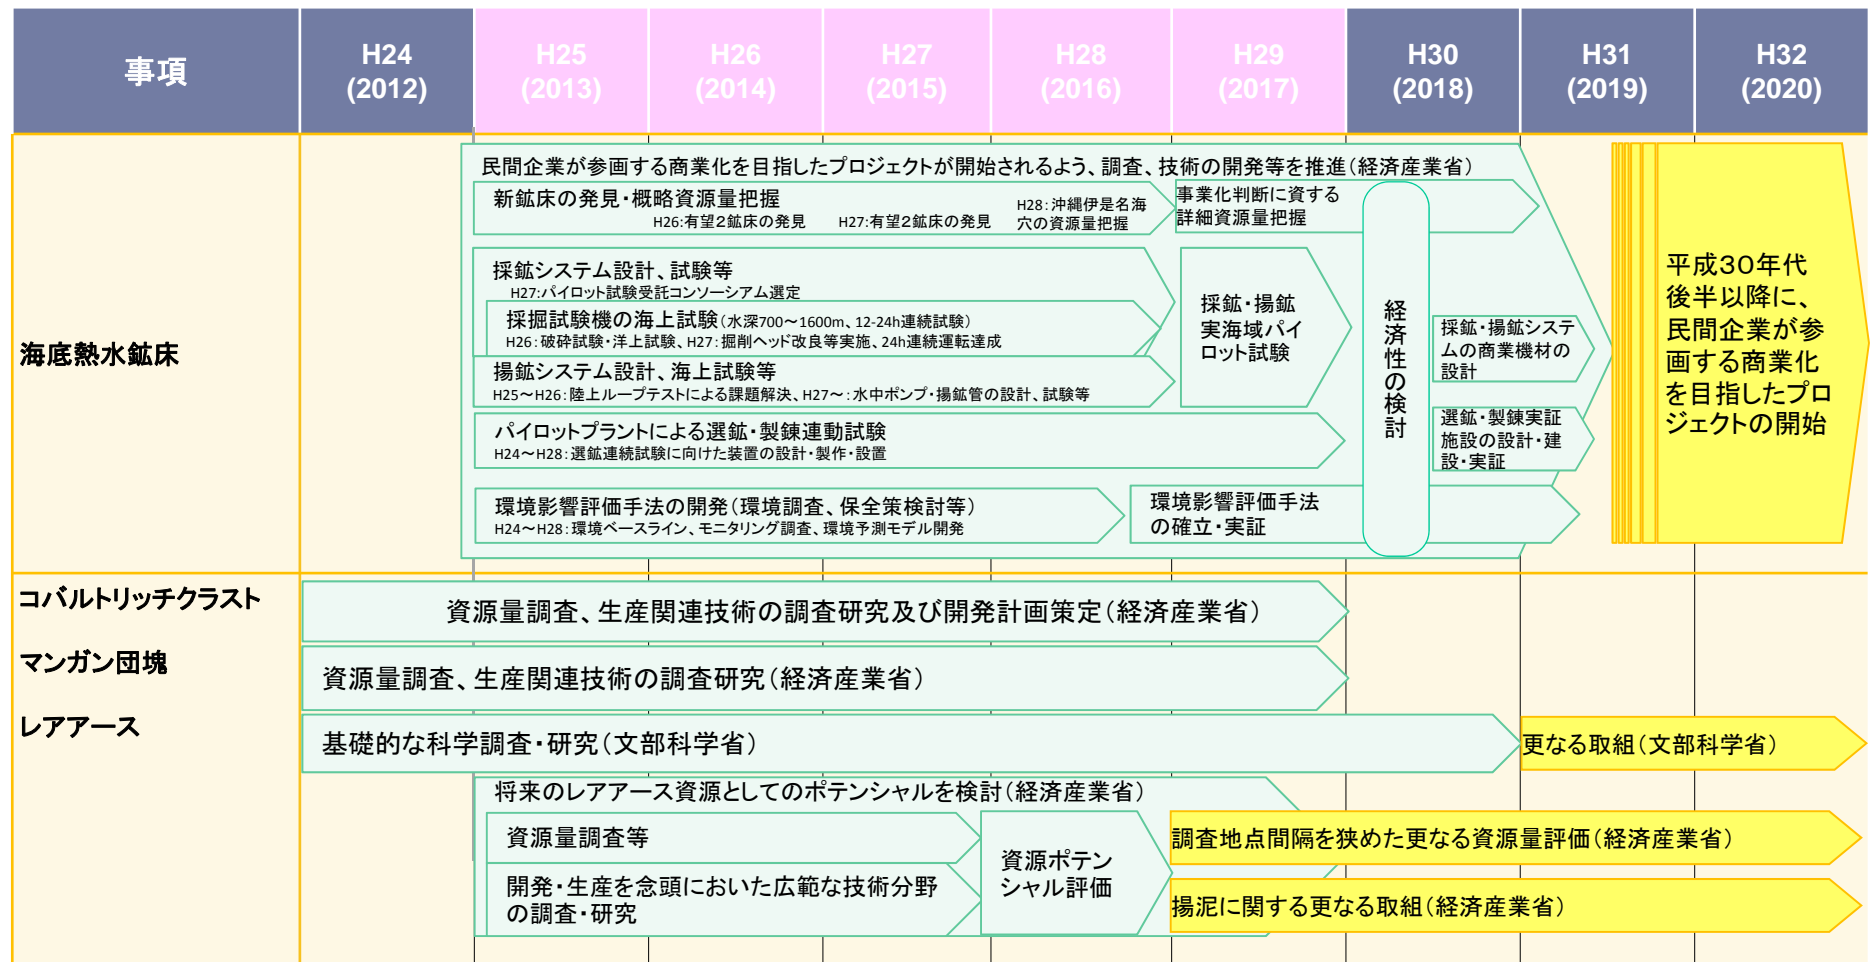 事項
H24
(2012)
H25
(2013)
H26
(2014)
H27
(2015)
H28
(2016)
H29
(2017)
H30
(2018)
H31
(2019)
H32
(2020)
海底熱水鉱床
民間企業が参画する商業化を目指したプロジェクトが開始されるよう、調査、技術の開発等を推進(経済産業省)
新鉱床の発見・概略資源量把握
H26:有望2鉱床の発見
H27:有望2鉱床の発見
H28:沖縄伊是名海
穴の資源量把握
事業化判断に資する
詳細資源量把握
採鉱システム設計、試験等
H27:パイロット試験受託コンソーシアム選定
採掘試験機の海上試験(水深700~1600m、12-24h連続試験)
H26:破砕試験・洋上試験、H27:掘削ヘッド改良等実施、24h連続運転達成
揚鉱システム設計、海上試験等
H25~H26:陸上ループテストによる課題解決、H27~:水中ポンプ・揚鉱管の設計、試験等
採鉱・揚鉱
実海域パイ
ロット試験
パイロットプラントによる選鉱・製錬連動試験
H24~H28:選鉱連続試験に向けた装置の設計・製作・設置
環境影響評価手法の開発(環境調査、保全策検討等)
H24~H28:環境ベースライン、モニタリング調査、環境予測モデル開発
環境影響評価手法
の確立・実証
経済性の検討
採鉱・揚鉱システ
ムの商業機材の
設計
選鉱・製錬実証
施設の設計・建
設・実証
平成30年代
後半以降に、
民間企業が参
画する商業化
を目指したプロ
ジェクトの開始
コバルトリッチクラスト
資源量調査、生産関連技術の調査研究及び開発計画策定(経済産業省)
マンガン団塊
資源量調査、生産関連技術の調査研究(経済産業省)
レアアース
基礎的な科学調査・研究(文部科学省)
更なる取組(文部科学省)
将来のレアアース資源としてのポテンシャルを検討(経済産業省)
資源量調査等
開発・生産を念頭においた広範な技術分野
の調査・研究
資源ポテン
シャル評価
調査地点間隔を狭めた更なる資源量評価(経済産業省)
揚泥に関する更なる取組(経済産業省)